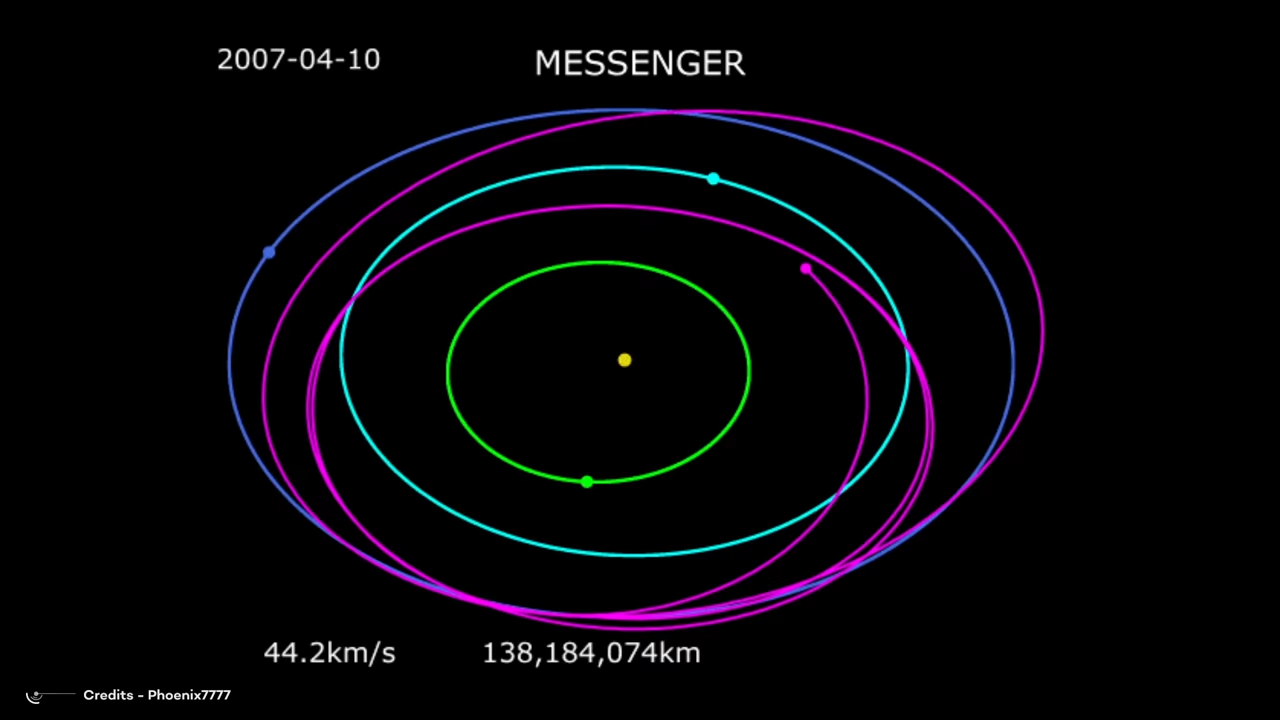 2007-04-10
MESSENGER
44.2km/s
138,184,074km
Credits - Phoenix7777